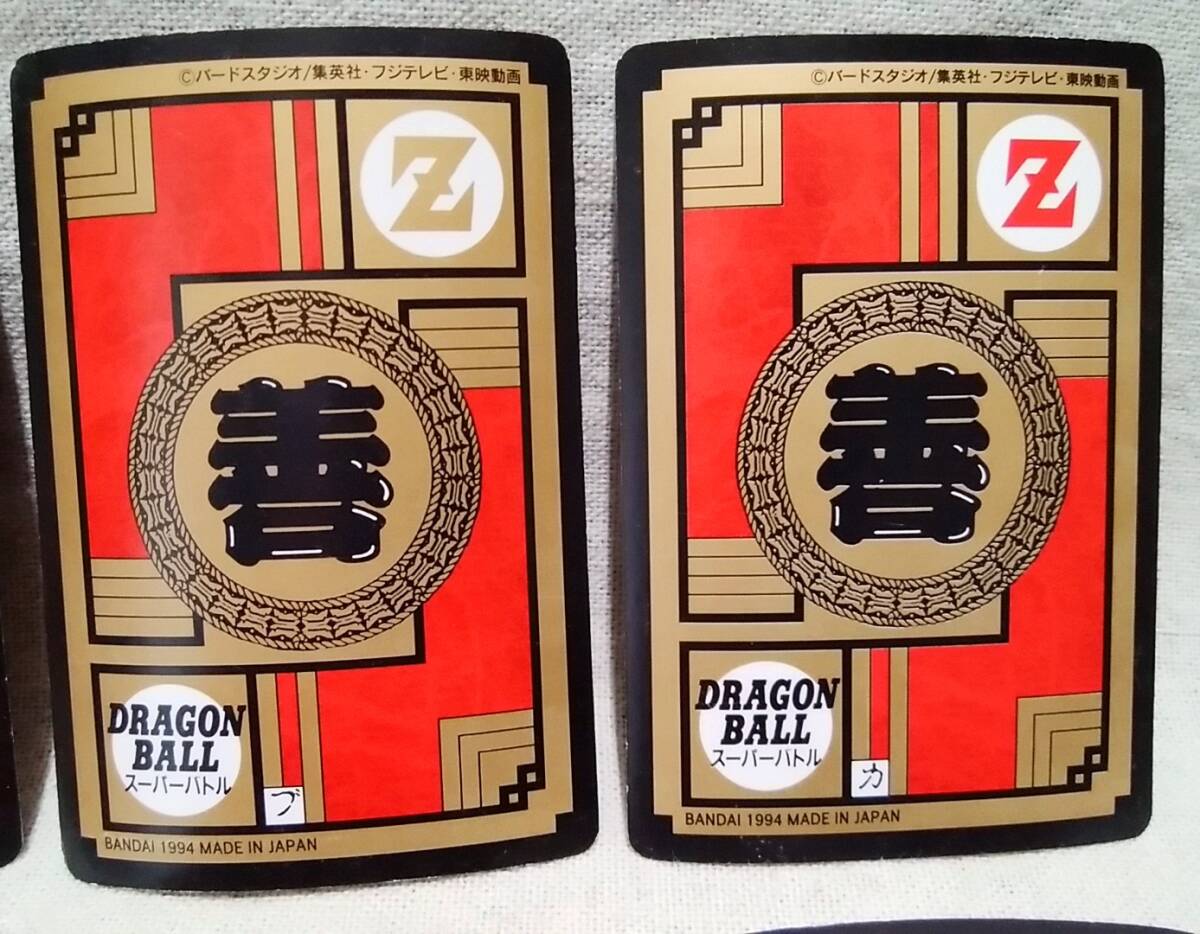 ©バードスタジオ/集英社・フジテレビ・東映動画
Z
善
DRAGON
BALL
スーパーバトル
ブ
BANDAI 1994 MADE IN JAPAN
©バードスタジオ/集英社・フジテレビ・東映動画
Z
善
DRAGON
BALL
スーパーバトル
カ
BANDAI 1994 MADE IN JAPAN